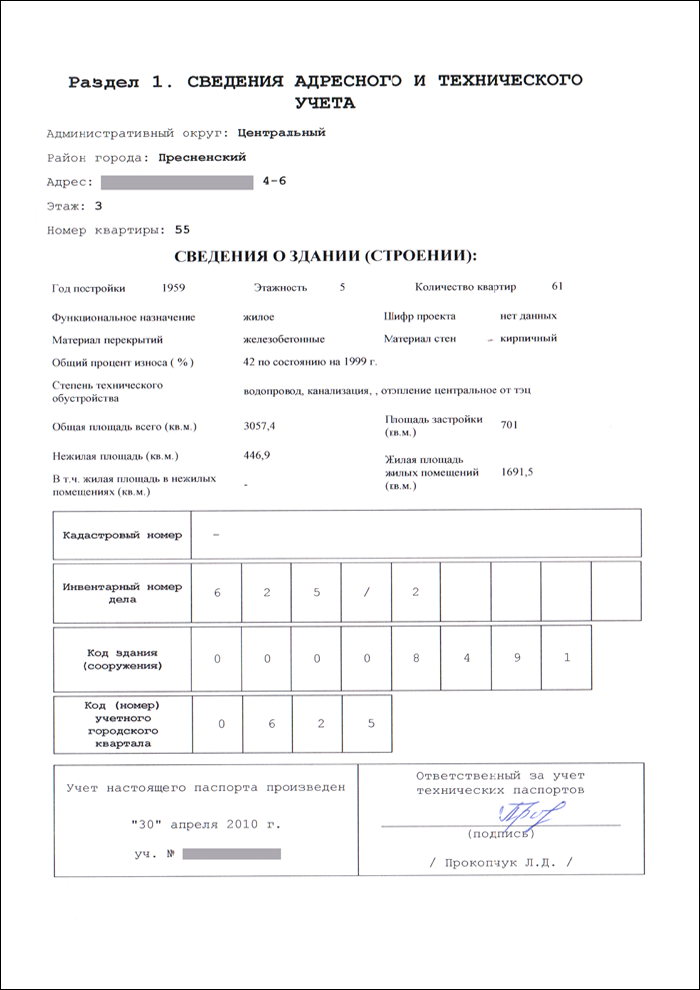 Раздел 1. СВЕДЕНИЯ АДРЕСНОГО И ТЕХНИЧЕСКОГО
УЧЕТА
Административный округ: Центральный
Район города: Пресненский
Адрес: 4-6
Этаж: 3
Номер квартиры: 55
СВЕДЕНИЯ О ЗДАНИИ (СТРОЕНИИ):
Год постройки 1959 Этажность 5 Количество квартир 61
Функциональное назначение жилое Шифр проекта нет данных
Материал перекрытий железобетонные Материал стен кирпичный
Общий процент износа ( % ) 42 по состоянию на 1999 г.
Степень технического
обустройства водопровод, канализация, , отэпление центральное от тэц
Общая площадь всего (кв.м.) 3057,4 Площадь застройки
(кв.м.) 701
Нежилая площадь (кв.м.) 446,9 Жилая площадь
жилых помещений
(кв.м.) 1691,5
В т.ч. жилая площадь в нежилых
помещениях (кв.м.) -
Кадастровый номер –
Инвентарный номер
дела 6 2 5 / 2
Код здания
(сооружения) 0 0 0 0 8 4 9 1
Код (номер)
учетного
городского
квартала 0 6 2 5
Учет настоящего паспорта произведен
"30" апреля 2010 г.
уч. №
Ответственный за учет
технических паспортов
(подпись)
/ Прокопчук Л.Д. /